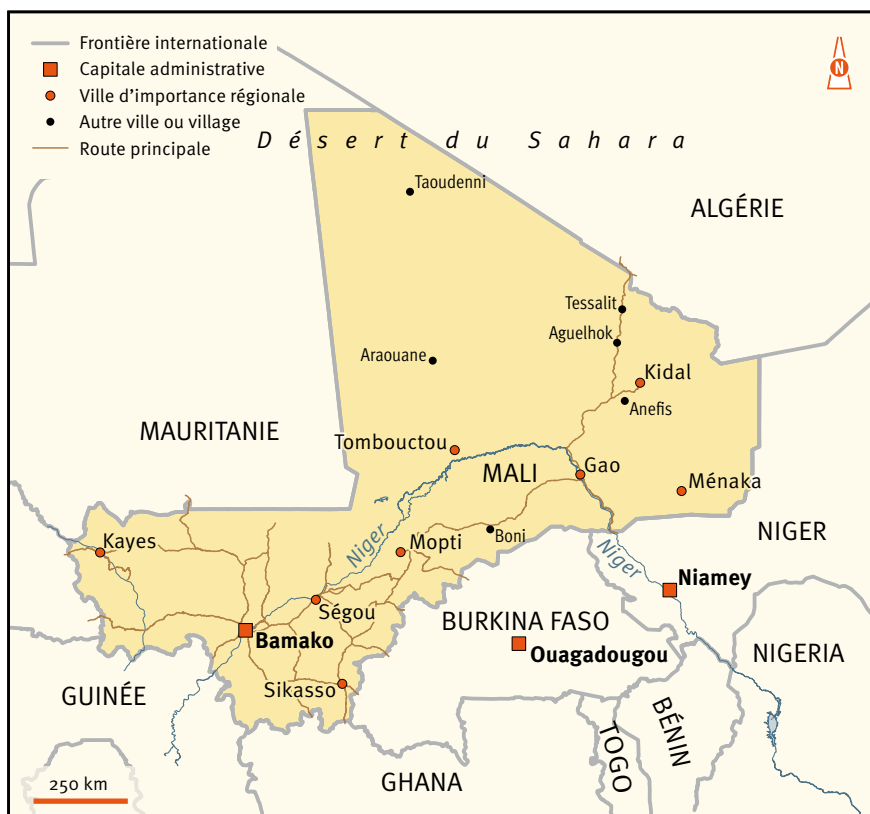 Frontière internationale
Capitale administrative
Ville d'importance régionale
Autre ville ou village
Route principale
N
Désert du Sahara
Taoudenni
ALGÉRIE
Tessalit
Aguelhok
Araouane
Kidal
Anefis
MAURITANIE
Tombouctou
MALI
Gao
Ménaka
Kayes
Niger
Mopti
Boni
NIGER
Niger
Niamey
Ségou
BURKINA FASO
Bamako
Ouagadougou
NIGERIA
GUINÉE
Sikasso
BÉNIN
TOGO
GHANA
250 km